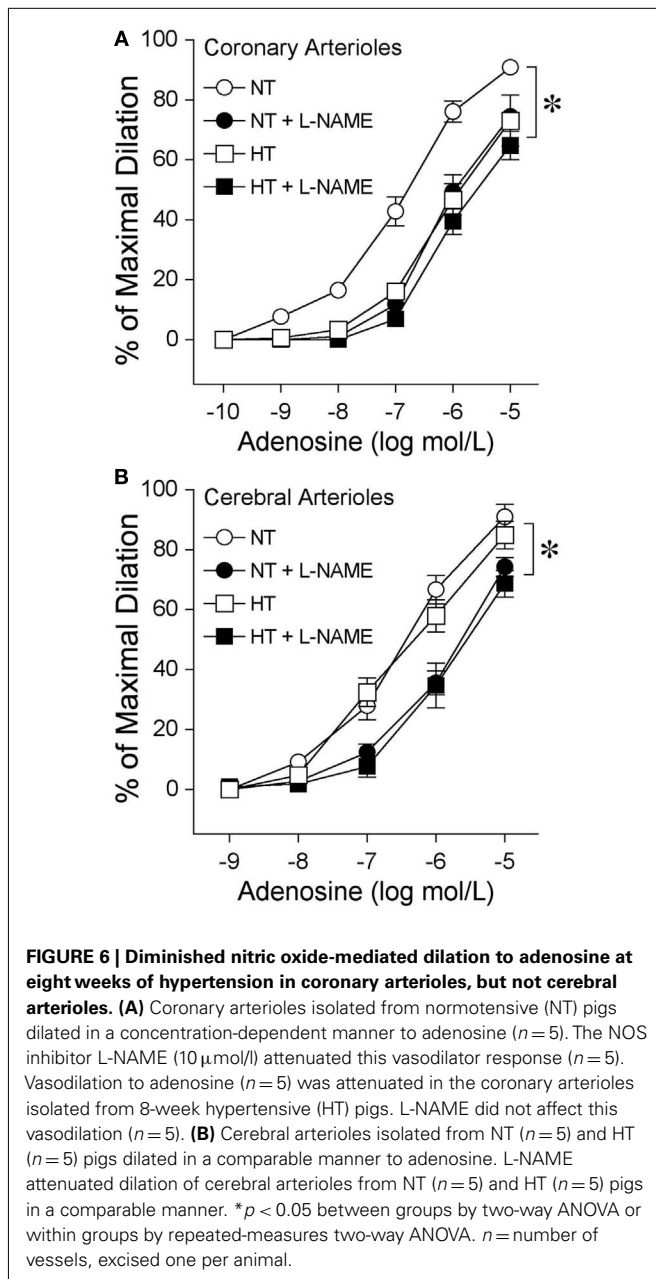 A
100
Coronary Arterioles
NT
80
NT + L-NAME
*
HT
60
HT + L-NAME
40
20
0
% of Maximal Dilation
-10 -9 -8 -7 -6 -5
Adenosine (log mol/L)
B
100
Cerebral Arterioles
NT
80
NT + L-NAME
*
HT
60
HT + L-NAME
40
20
0
% of Maximal Dilation
-9 -8 -7 -6 -5
Adenosine (log mol/L)
FIGURE 6 | Diminished nitric oxide-mediated dilation to adenosine at
eight weeks of hypertension in coronary arterioles, but not cerebral
arterioles. (A) Coronary arterioles isolated from normotensive (NT) pigs
dilated in a concentration-dependent manner to adenosine (n = 5). The NOS
inhibitor L-NAME (10 μmol/l) attenuated this vasodilator response (n = 5).
Vasodilation to adenosine (n = 5) was attenuated in the coronary arterioles
isolated from 8-week hypertensive (HT) pigs. L-NAME did not affect this
vasodilation (n = 5). (B) Cerebral arterioles isolated from NT (n = 5) and HT
(n = 5) pigs dilated in a comparable manner to adenosine. L-NAME
attenuated dilation of cerebral arterioles from NT (n = 5) and HT (n = 5) pigs
in a comparable manner. *p < 0.05 between groups by two-way ANOVA or
within groups by repeated-measures two-way ANOVA. n = number of
vessels, excised one per animal.